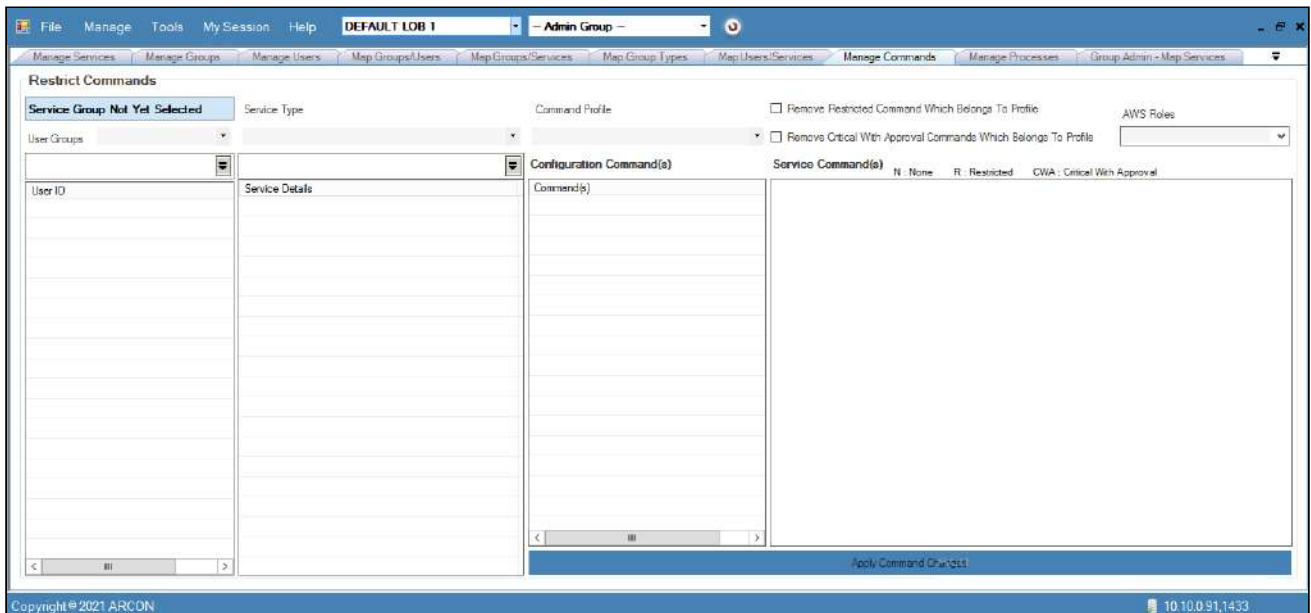 File Manage Tools My Session Help DEFAULT LOB 1 -- Admin Group --
Manage Services Manage Groups Manage Users Map Groups/Users Map Groups/Services Map Group Types Map Users/Services Manage Commands Manage Processes Group Admin - Map Services
Restrict Commands
Service Group Not Yet Selected Service Type Command Profile Remove Restricted Command Which Belongs To Profile AWS Roles
User Groups Remove Critical With Approval Commands Which Belongs To Profile
Configuration Command(s) Service Command(s) N : None R : Restricted CWA : Critical With Approval
User ID Service Details Command(s)
Apply Command Changes
Copyright © 2021 ARCON 10.10.0.91,1433